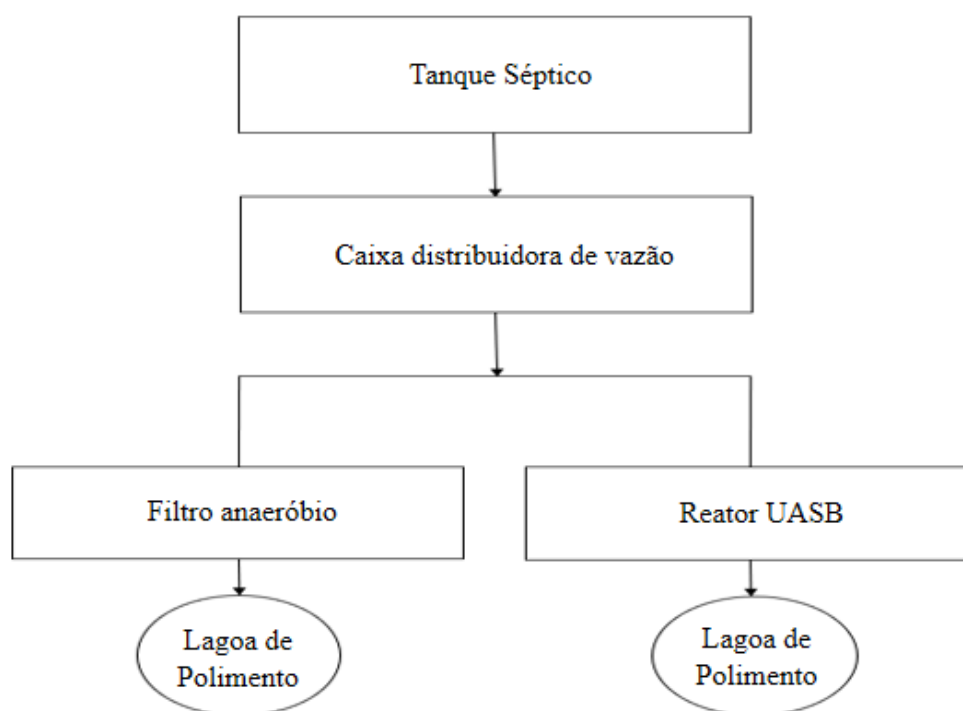 Tanque Séptico
Caixa distribuidora de vazão
Filtro anaeróbio
Reator UASB
Lagoa de
Polimento
Lagoa de
Polimento